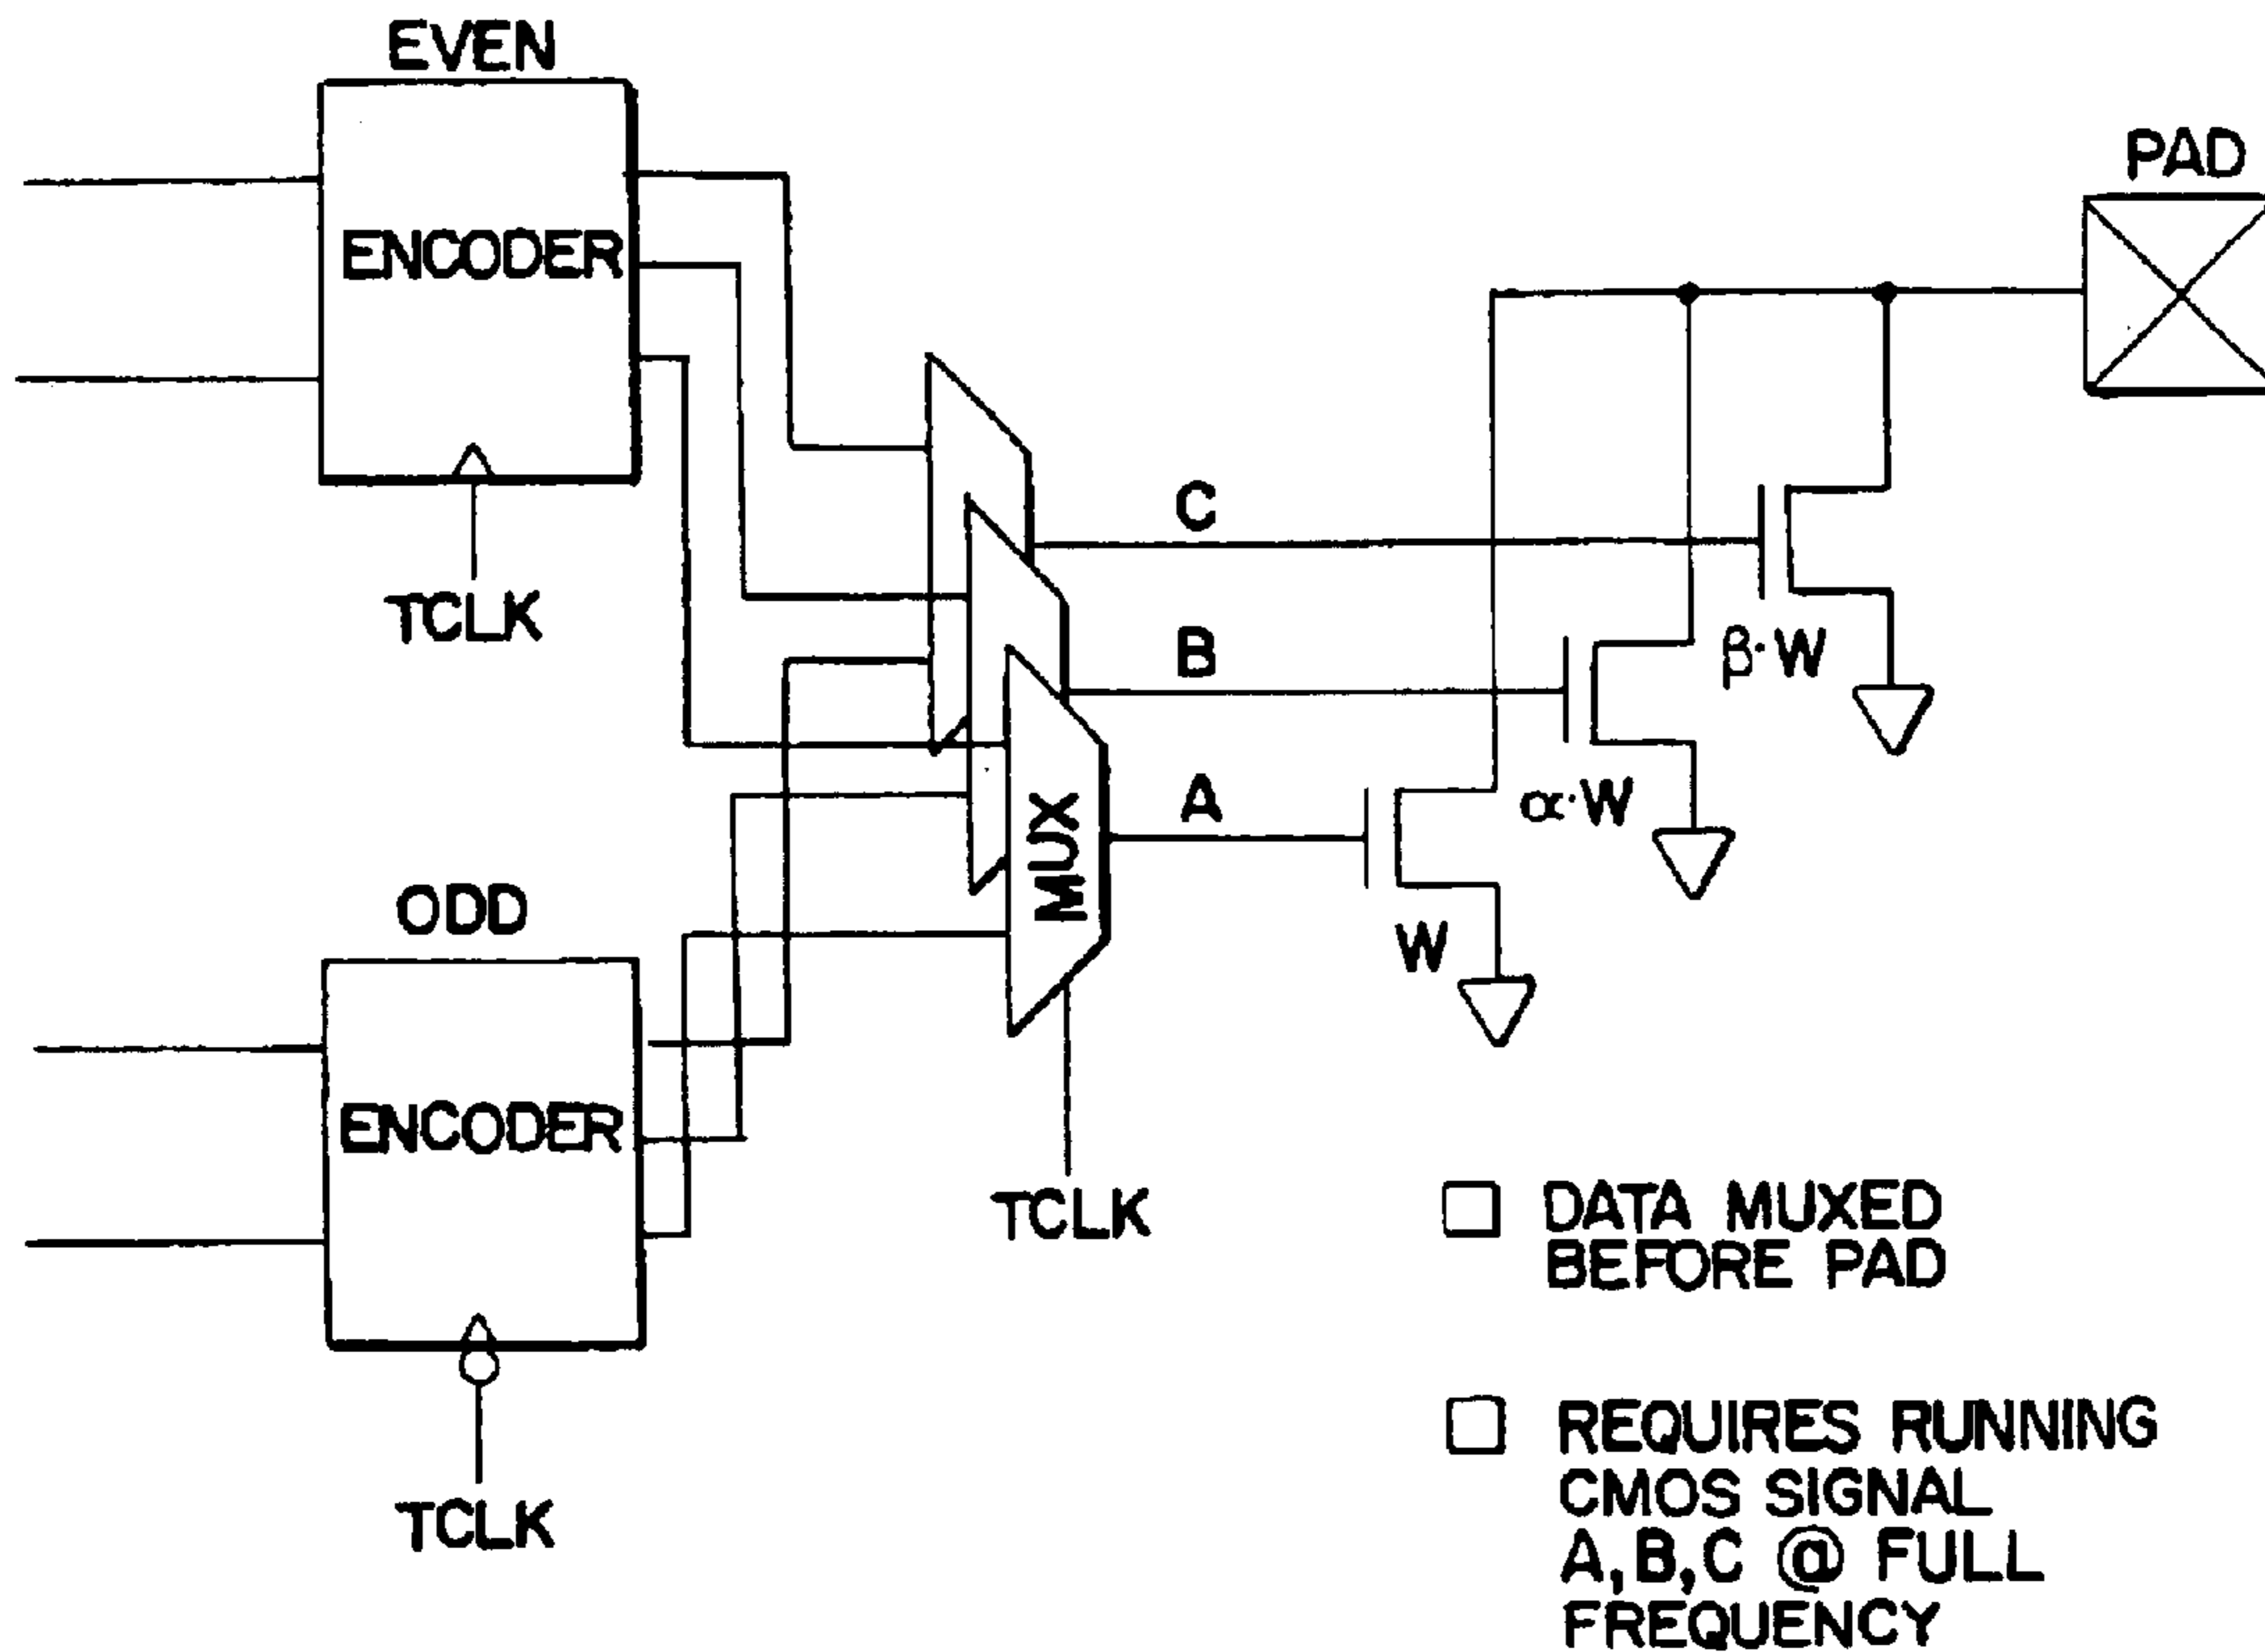 EVEN
ENCODER
TCLK
PAD
C
B
A
β·W
α·W
W
MUX
TCLK
ODD
ENCODER
TCLK
DATA MUXED
BEFORE PAD
REQUIRES RUNNING
CMOS SIGNAL
A,B,C @ FULL
FREQUENCY